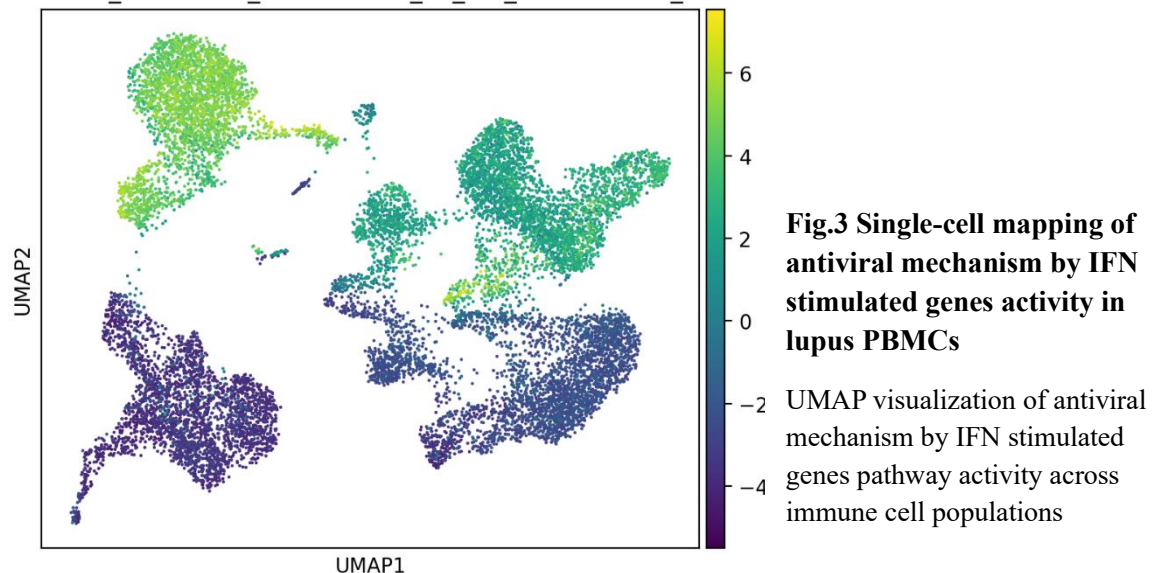 6
4
2
0
−2
−4
UMAP2
UMAP1
Fig.3 Single-cell mapping of
antiviral mechanism by IFN
stimulated genes activity in
lupus PBMCs
UMAP visualization of antiviral
mechanism by IFN stimulated
genes pathway activity across
immune cell populations